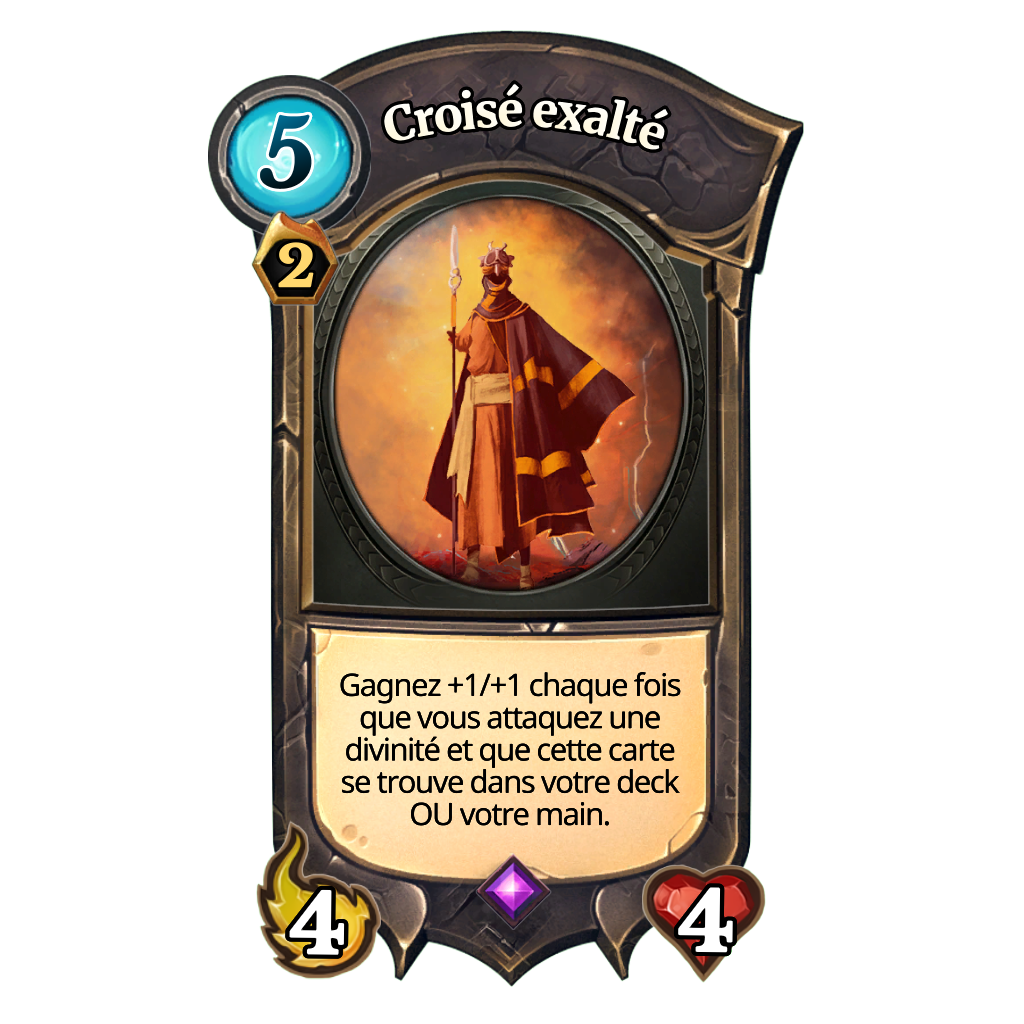 Croisé exalté
5
2
Gagnez +1/+1 chaque fois
que vous attaquez une
divinité et que cette carte
se trouve dans votre deck
OU votre main.
4
4